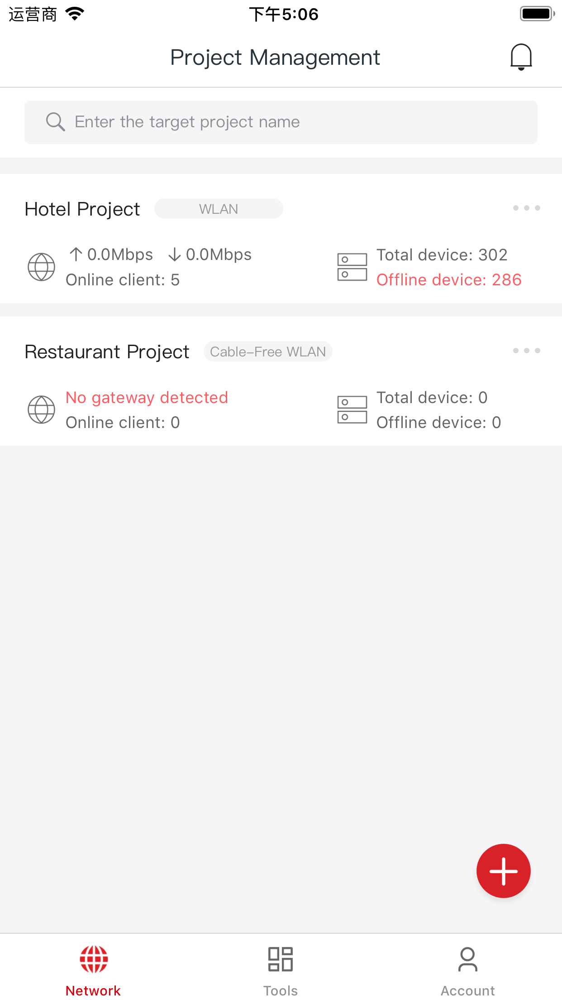 运营商 下午5:06
Project Management
Enter the target project name
Hotel Project WLAN
↑ 0.0Mbps ↓ 0.0Mbps Total device: 302
Online client: 5 Offline device: 286
Restaurant Project Cable-Free WLAN
No gateway detected Total device: 0
Online client: 0 Offline device: 0
Network Tools Account